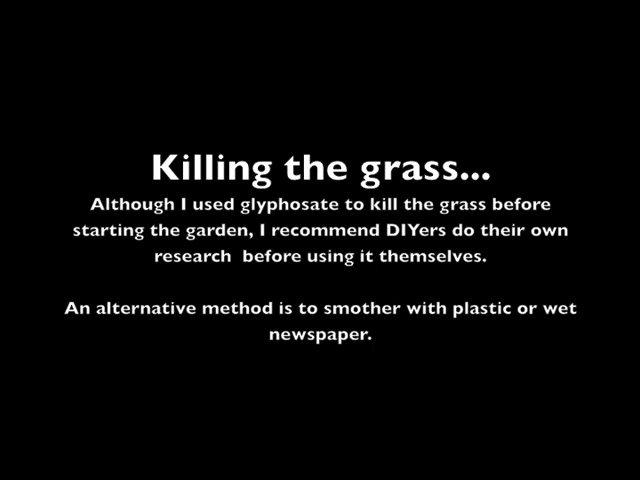 Killing the grass...
Although I used glyphosate to kill the grass before
starting the garden, I recommend DIYers do their own
research  before using it themselves.
An alternative method is to smother with plastic or wet
newspaper.